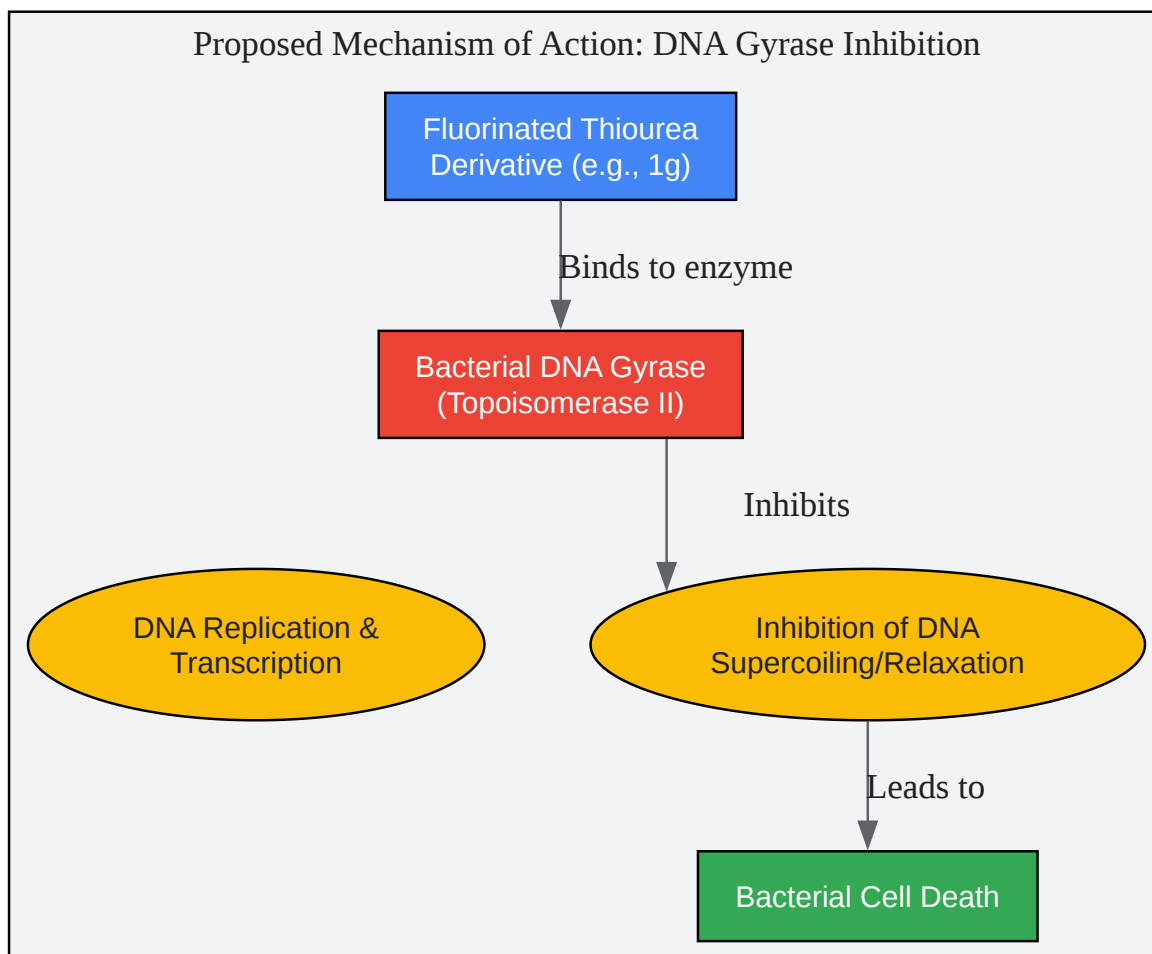 Proposed Mechanism of Action: DNA Gyrase Inhibition
Fluorinated Thiourea
Derivative (e.g., 1g)
Binds to enzyme
Bacterial DNA Gyrase
(Topoisomerase II)
Inhibits
DNA Replication &
Transcription
Inhibition of DNA
Supercoiling/Relaxation
Leads to
Bacterial Cell Death